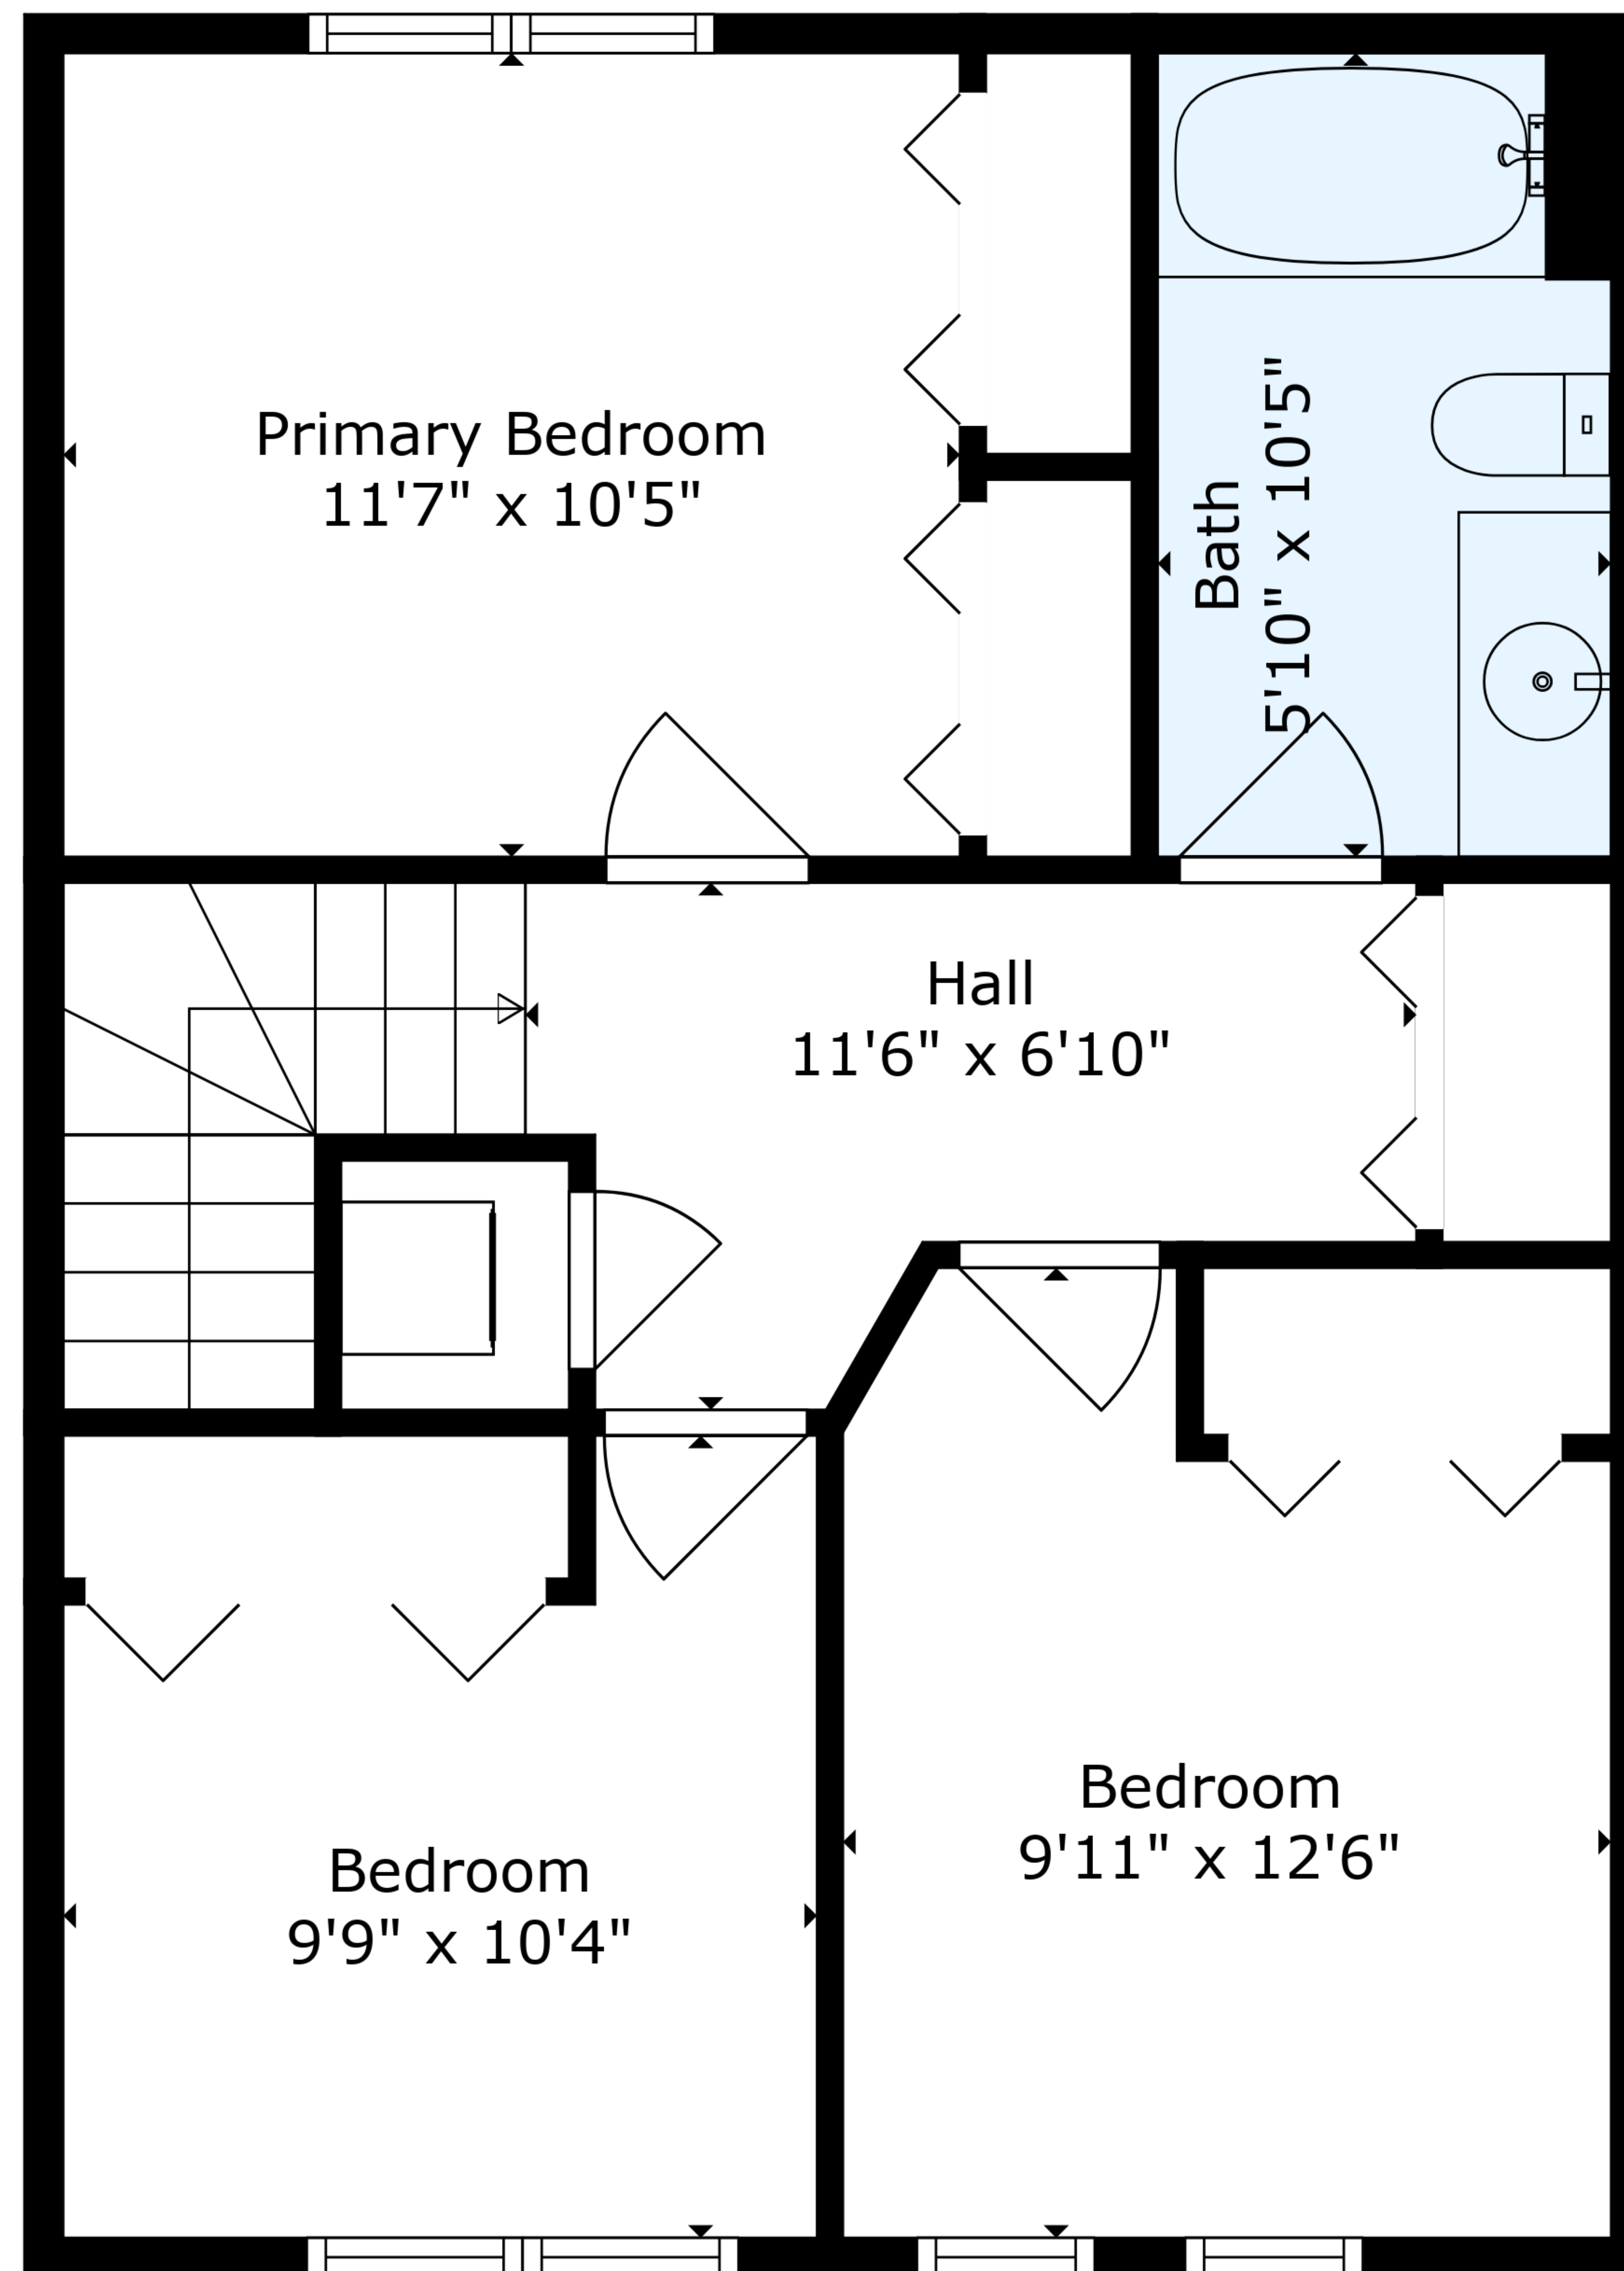 Primary Bedroom
11'7" x 10'5"
Bath
5'10" x 10'5"
Hall
11'6" x 6'10"
Bedroom
9'11" x 12'6"
Bedroom
9'9" x 10'4"